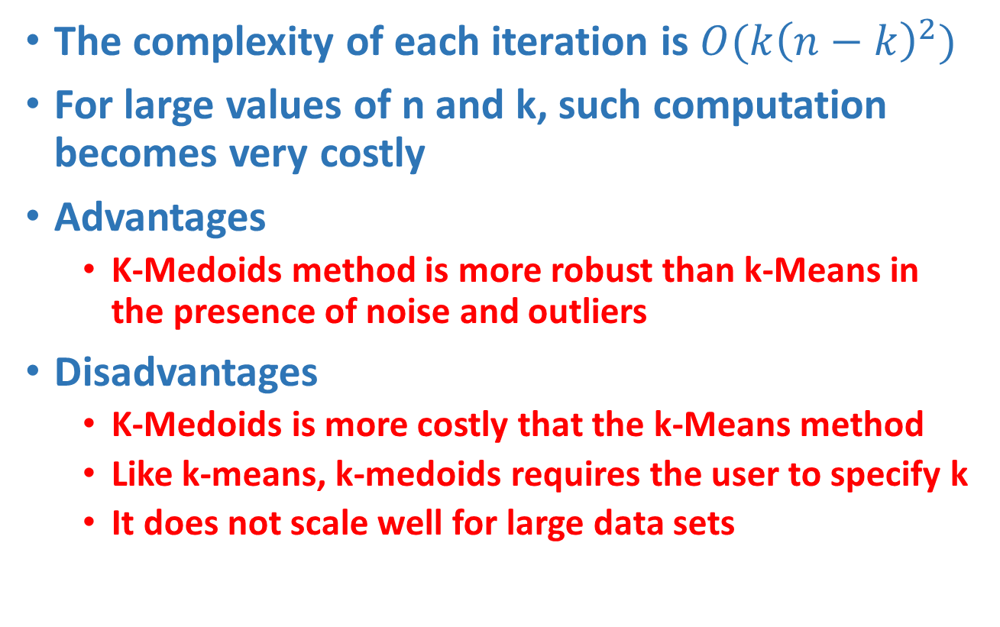 • The complexity of each iteration is 𝑂(𝑘(𝑛 − 𝑘)²)
• For large values of n and k, such computation
becomes very costly
• Advantages
• K-Medoids method is more robust than k-Means in
the presence of noise and outliers
• Disadvantages
• K-Medoids is more costly that the k-Means method
• Like k-means, k-medoids requires the user to specify k
• It does not scale well for large data sets